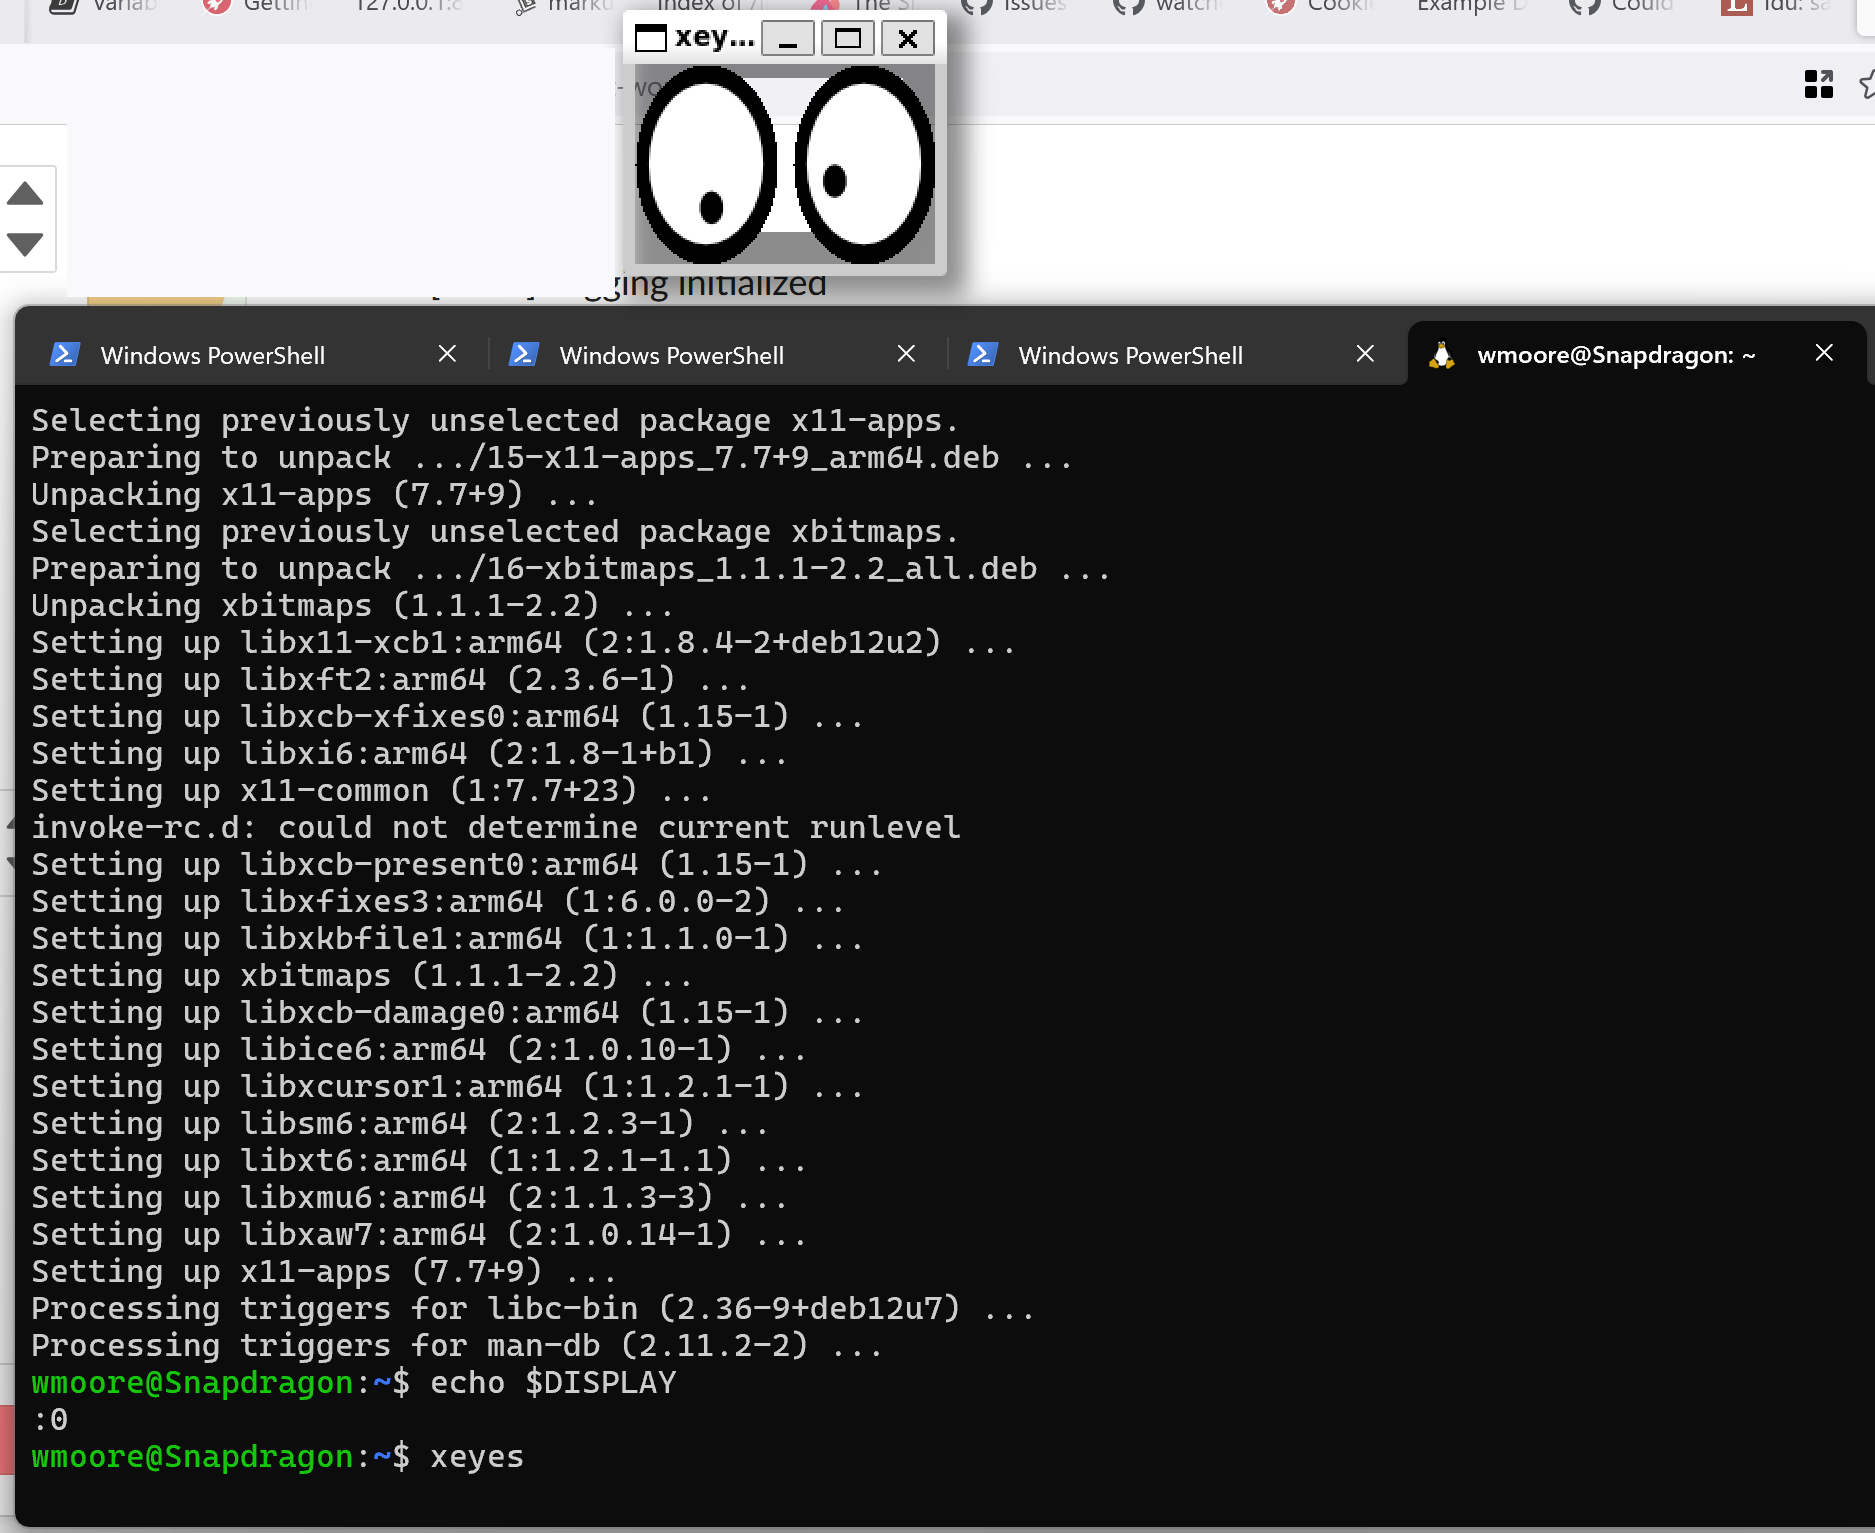 Variab
Gettin
127.0.0.1:8
marku
Index of /
The S
Issues
watch
Cookie
Example D
Could
xey...
ging initialized
Windows PowerShell
Windows PowerShell
Windows PowerShell
wmoore@Snapdragon: ~
Selecting previously unselected package x11-apps.
Preparing to unpack .../15-x11-apps_7.7+9_arm64.deb ...
Unpacking x11-apps (7.7+9) ...
Selecting previously unselected package xbitmaps.
Preparing to unpack .../16-xbitmaps_1.1.1-2.2_all.deb ...
Unpacking xbitmaps (1.1.1-2.2) ...
Setting up libx11-xcb1:arm64 (2:1.8.4-2+deb12u2) ...
Setting up libxft2:arm64 (2.3.6-1) ...
Setting up libxcb-xfixes0:arm64 (1.15-1) ...
Setting up libxi6:arm64 (2:1.8-1+b1) ...
Setting up x11-common (1:7.7+23) ...
invoke-rc.d: could not determine current runlevel
Setting up libxcb-present0:arm64 (1.15-1) ...
Setting up libxfixes3:arm64 (1:6.0.0-2) ...
Setting up libxkbfile1:arm64 (1:1.1.0-1) ...
Setting up xbitmaps (1.1.1-2.2) ...
Setting up libxcb-damage0:arm64 (1.15-1) ...
Setting up libice6:arm64 (2:1.0.10-1) ...
Setting up libxcursor1:arm64 (1:1.2.1-1) ...
Setting up libsm6:arm64 (2:1.2.3-1) ...
Setting up libxt6:arm64 (1:1.2.1-1.1) ...
Setting up libxmu6:arm64 (2:1.1.3-3) ...
Setting up libxaw7:arm64 (2:1.0.14-1) ...
Setting up x11-apps (7.7+9) ...
Processing triggers for libc-bin (2.36-9+deb12u7) ...
Processing triggers for man-db (2.11.2-2) ...
wmoore@Snapdragon:~$ echo $DISPLAY
:0
wmoore@Snapdragon:~$ xeyes